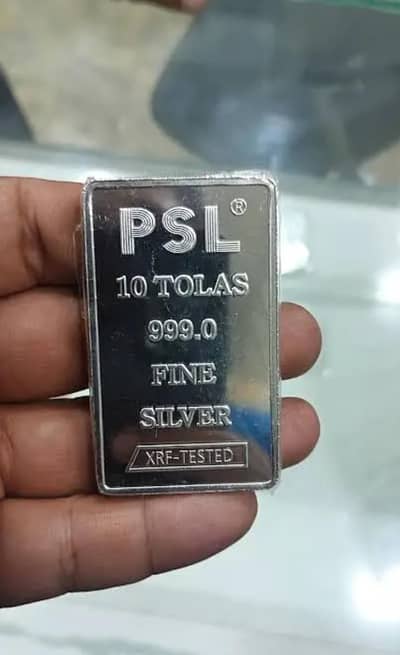 PSL®
10 TOLAS
999.0
FINE
SILVER
XRF-TESTED